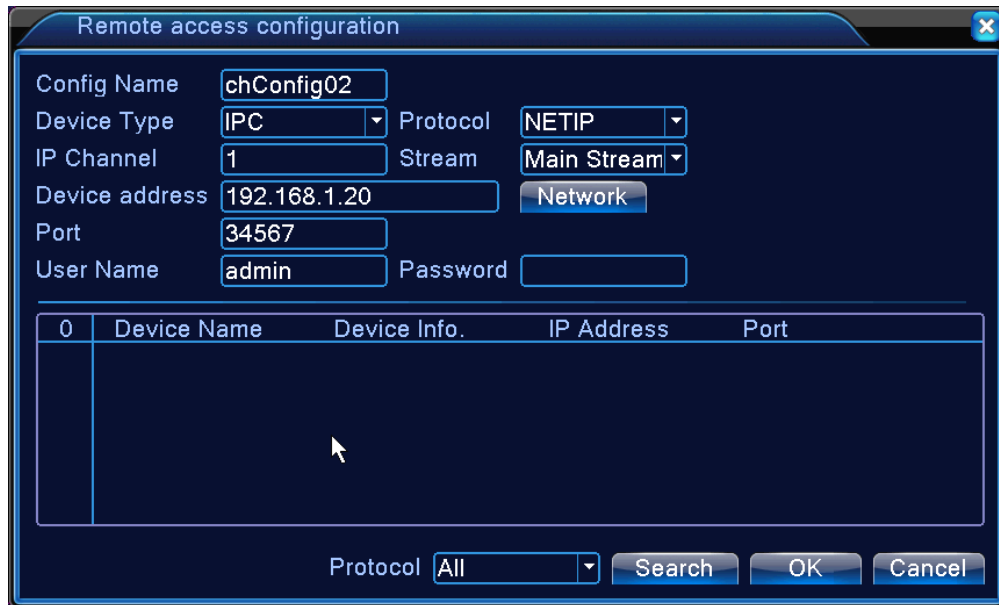 Remote access configuration
Config Name chConfig02
Device Type IPC Protocol NETIP
IP Channel 1 Stream Main Stream
Device address 192.168.1.20 Network
Port 34567
User Name admin Password
0 Device Name Device Info. IP Address Port
Protocol All Search OK Cancel